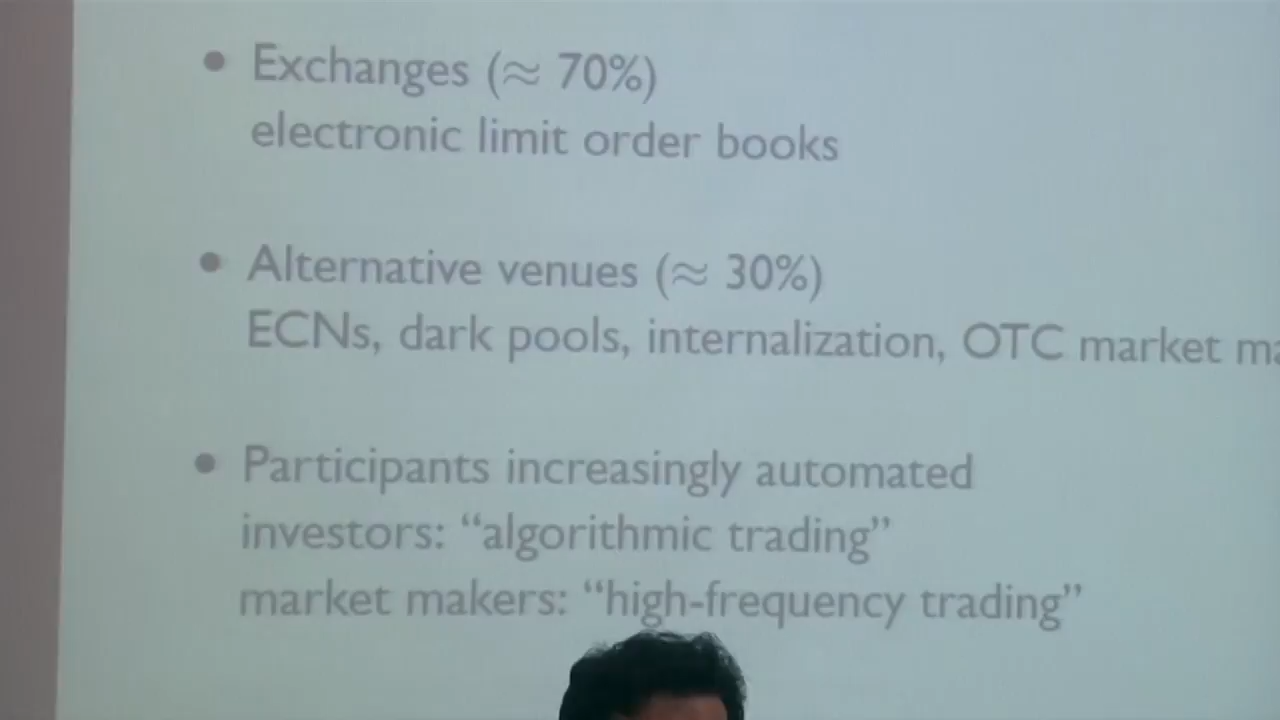 • Exchanges (≈ 70%)
electronic limit order books
• Alternative venues (≈ 30%)
ECNs, dark pools, internalization, OTC market
• Participants increasingly automated
investors: “algorithmic trading”
market makers: “high-frequency trading”